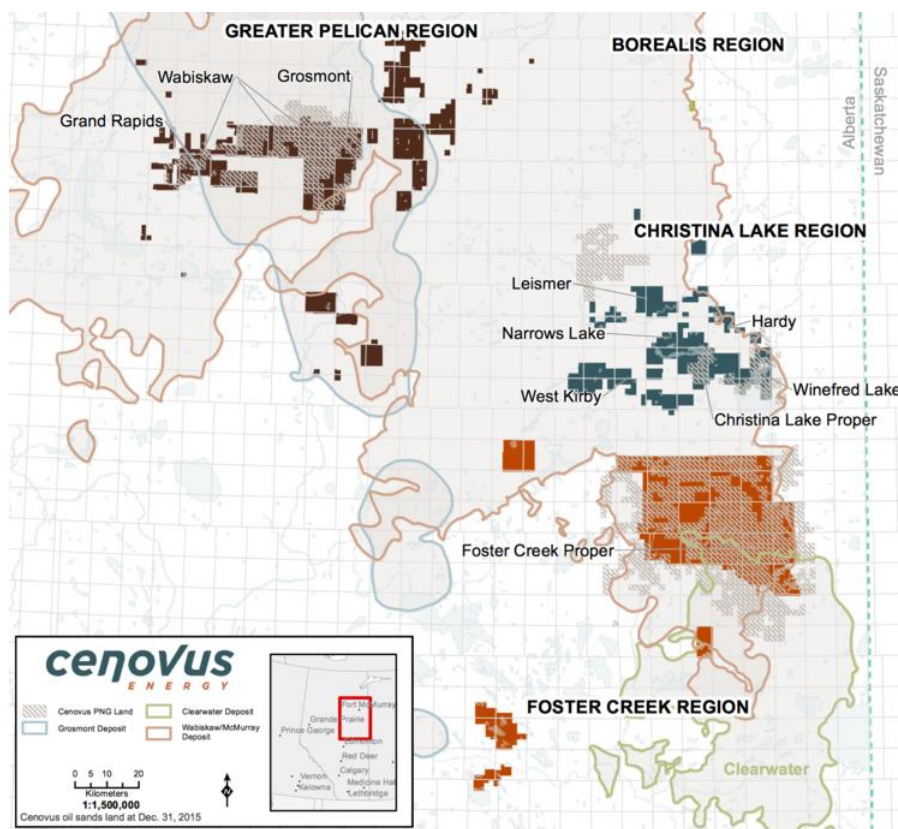 GREATER PELICAN REGION
BOREALIS REGION
Wabiskaw
Grosmont
Grand Rapids
Alberta
Saskatchewan
CHRISTINA LAKE REGION
Leismer
Hardy
Narrows Lake
West Kirby
Winefred Lake
Christina Lake Proper
Foster Creek Proper
FOSTER CREEK REGION
Clearwater
cenovus
ENERGY
Cenovus PNG Land
Clearwater Deposit
Grosmont Deposit
Wabiskaw/McMurray
Deposit
Fort McMurray
Grande Prairie
Prince George
Edmonton
Red Deer
Calgary
Vernon
Kelowna
Medicine Hat
Lethbridge
0 5 10 20
Kilometers
1:1,500,000
N
Cenovus oil sands land at Dec. 31, 2015